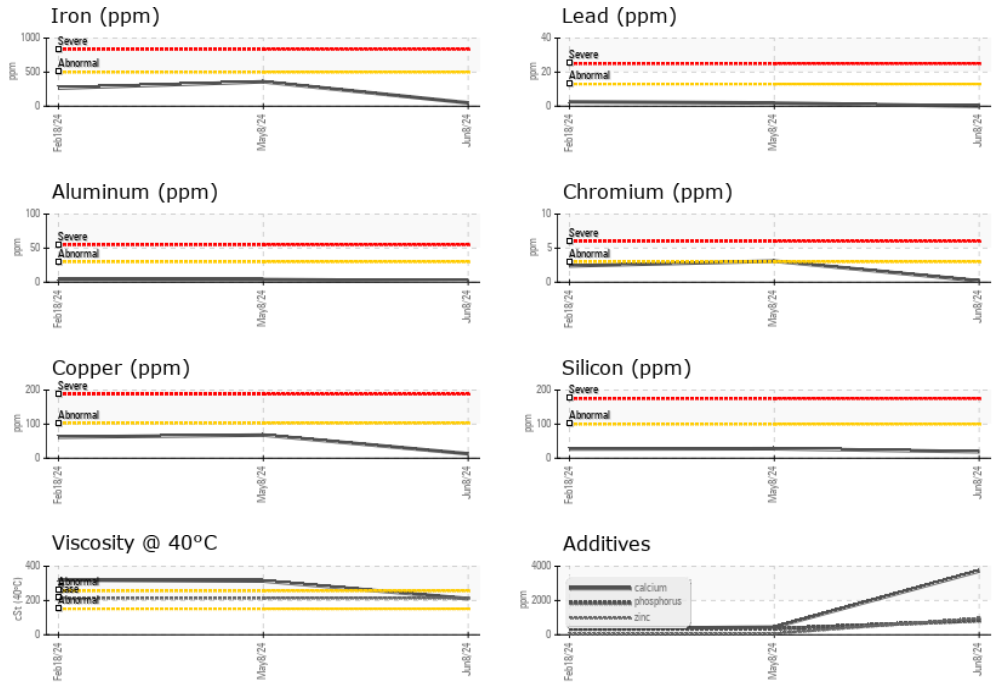 Iron (ppm)
1000
500
0
ppm
Severe
Abnormal
Feb18/24
May8/24
Jun8/24
Lead (ppm)
40
20
0
ppm
Severe
Abnormal
Feb18/24
May8/24
Jun8/24
Aluminum (ppm)
100
50
0
ppm
Severe
Abnormal
Feb18/24
May8/24
Jun8/24
Chromium (ppm)
10
5
0
ppm
Severe
Abnormal
Feb18/24
May8/24
Jun8/24
Copper (ppm)
200
100
0
ppm
Severe
Abnormal
Feb18/24
May8/24
Jun8/24
Silicon (ppm)
200
100
0
ppm
Severe
Abnormal
Feb18/24
May8/24
Jun8/24
Viscosity @ 40°C
400
200
0
cSt (40°C)
Abnormal
Base
Abnormal
Feb18/24
May8/24
Jun8/24
Additives
4000
2000
0
ppm
calcium
phosphorus
zinc
Feb18/24
May8/24
Jun8/24